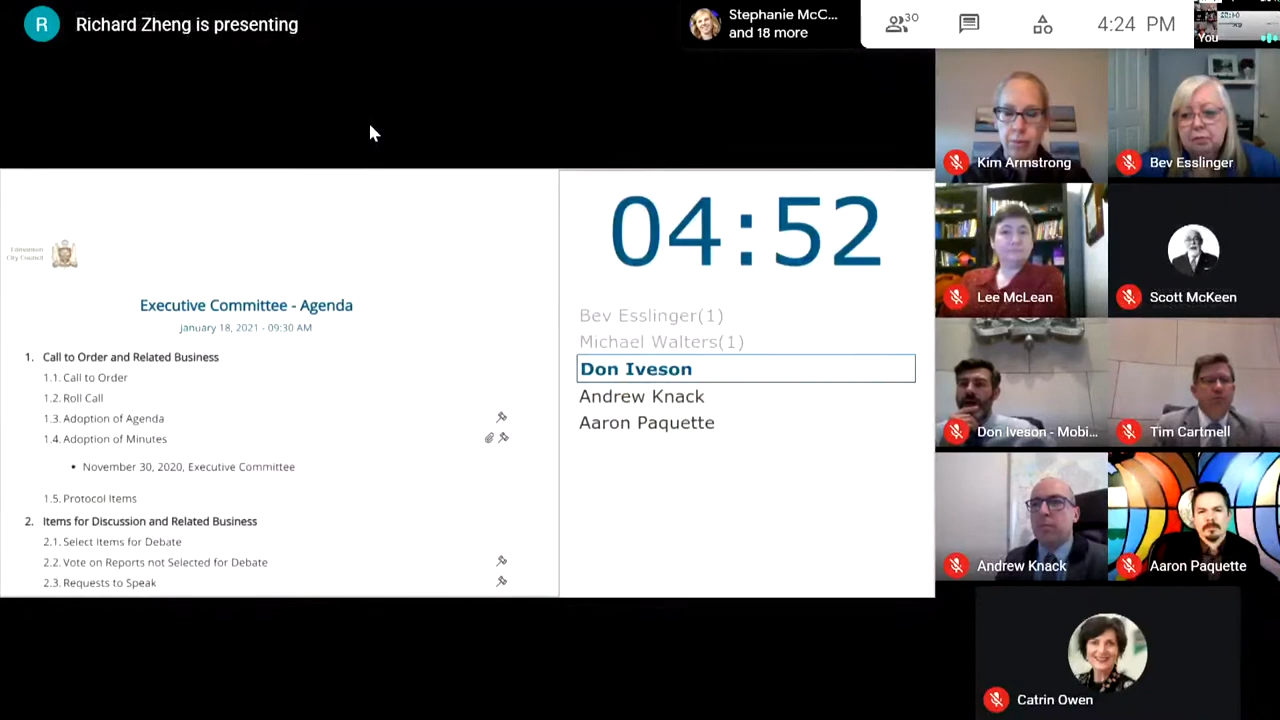 R
Richard Zheng is presenting
Stephanie McC...
and 18 more
30
4:24 PM
You
Kim Armstrong
Bev Esslinger
Lee McLean
Scott McKeen
Don Iveson - Mobi...
Tim Cartmell
Andrew Knack
Aaron Paquette
Catrin Owen
Edmonton
City Council
Executive Committee - Agenda
January 18, 2021 - 09:30 AM
1. Call to Order and Related Business
1.1. Call to Order
1.2. Roll Call
1.3. Adoption of Agenda
1.4. Adoption of Minutes
• November 30, 2020, Executive Committee
1.5. Protocol Items
2. Items for Discussion and Related Business
2.1. Select Items for Debate
2.2. Vote on Reports not Selected for Debate
2.3. Requests to Speak
04:52
Bev Esslinger(1)
Michael Walters(1)
Don Iveson
Andrew Knack
Aaron Paquette